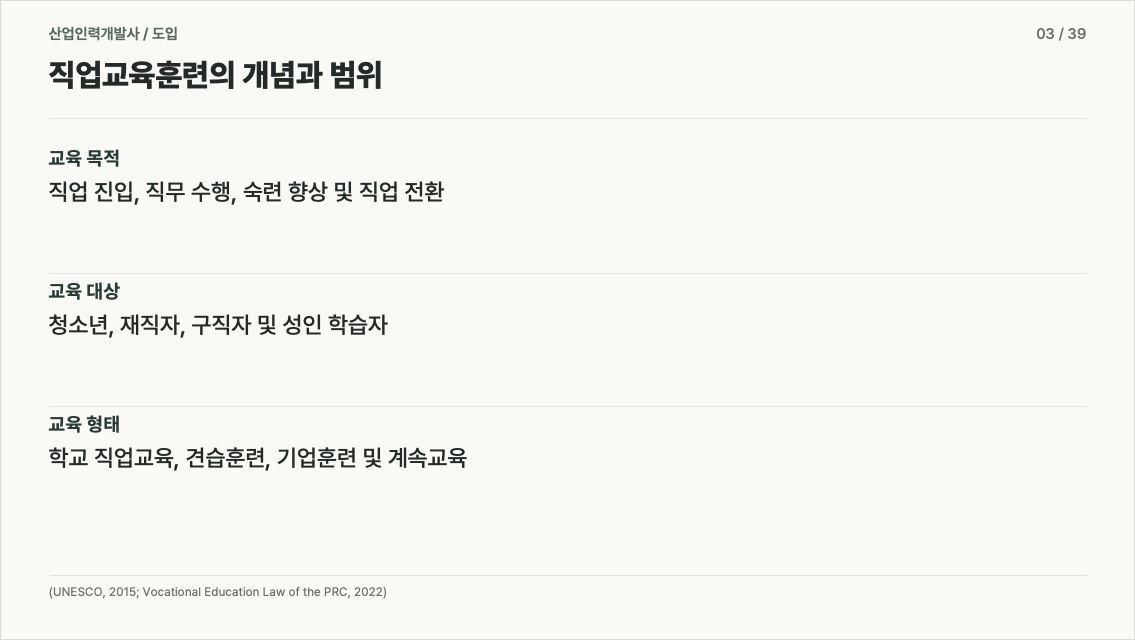 산업인력개발사 / 도입
03 / 39
직업교육훈련의 개념과 범위
교육 목적
직업 진입, 직무 수행, 숙련 향상 및 직업 전환
교육 대상
청소년, 재직자, 구직자 및 성인 학습자
교육 형태
학교 직업교육, 견습훈련, 기업훈련 및 계속교육
(UNESCO, 2015; Vocational Education Law of the PRC, 2022)